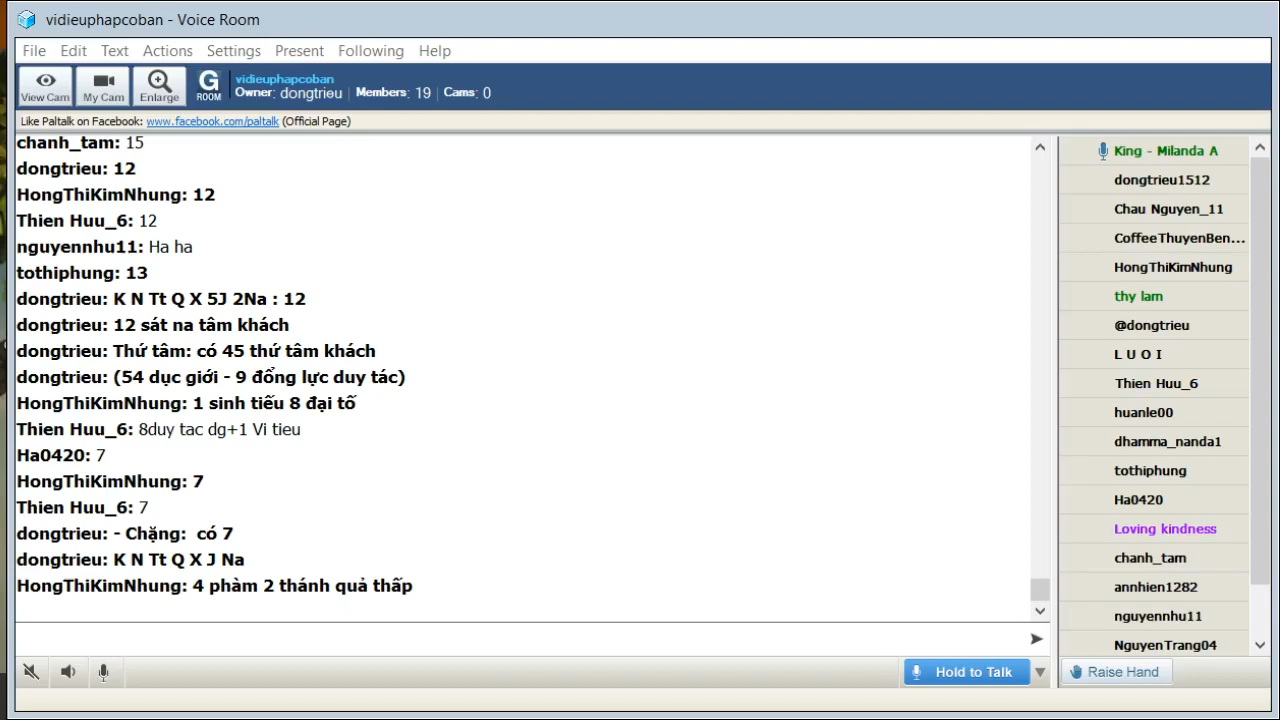 vidieuphapcoban - Voice Room
File Edit Text Actions Settings Present Following Help
View Cam My Cam Enlarge
G ROOM
vidieuphapcoban
Owner: dongtrieu | Members: 19 | Cams: 0
Like Paltalk on Facebook: www.facebook.com/paltalk (Official Page)
chanh_tam: 15
dongtrieu: 12
HongThiKimNhung: 12
Thien Huu_6: 12
nguyennhu11: Ha ha
tothiphung: 13
dongtrieu: K N Tt Q X 5J 2Na : 12
dongtrieu: 12 sát na tâm khách
dongtrieu: Thứ tâm: có 45 thứ tâm khách
dongtrieu: (54 dục giới - 9 đổng lực duy tác)
HongThiKimNhung: 1 sinh tiếu 8 đại tố
Thien Huu_6: 8duy tac dg+1 Vi tieu
Ha0420: 7
HongThiKimNhung: 7
Thien Huu_6: 7
dongtrieu: - Chặng: có 7
dongtrieu: K N Tt Q X J Na
HongThiKimNhung: 4 phàm 2 thánh quả thấp
King - Milanda A
dongtrieu1512
Chau Nguyen_11
CoffeeThuyenBen...
HongThiKimNhung
thy lam
@dongtrieu
L U O I
Thien Huu_6
huanle00
dhamma_nanda1
tothiphung
Ha0420
Loving kindness
chanh_tam
annhien1282
nguyennhu11
NguyenTrang04
Hold to Talk
Raise Hand